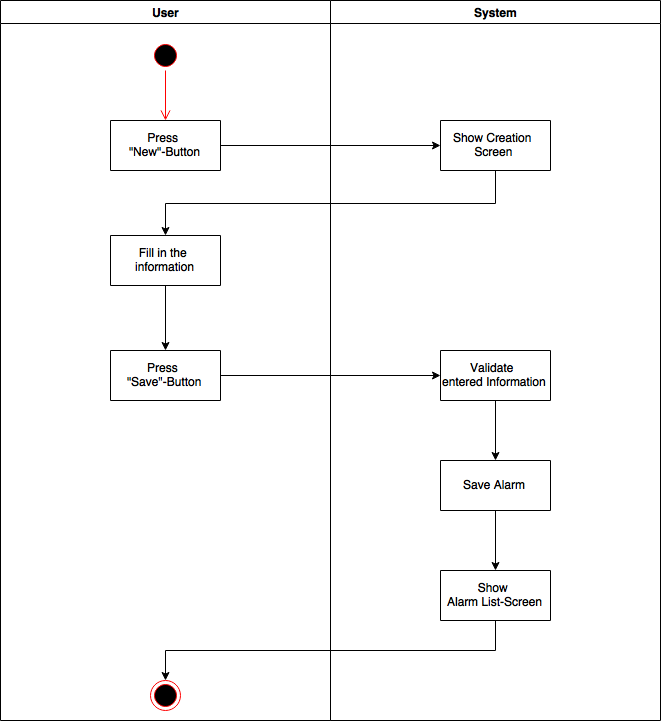 User
System
Press
"New"-Button
Show Creation
Screen
Fill in the
information
Press
"Save"-Button
Validate
entered Information
Save Alarm
Show
Alarm List-Screen